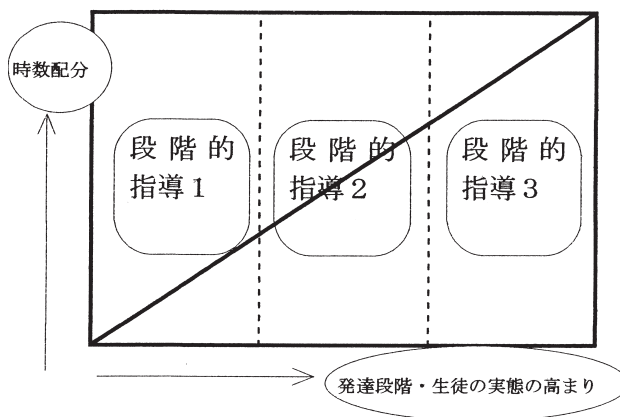 時数配分
段階的
指導1
段階的
指導2
段階的
指導3
発達段階・生徒の実態の高まり